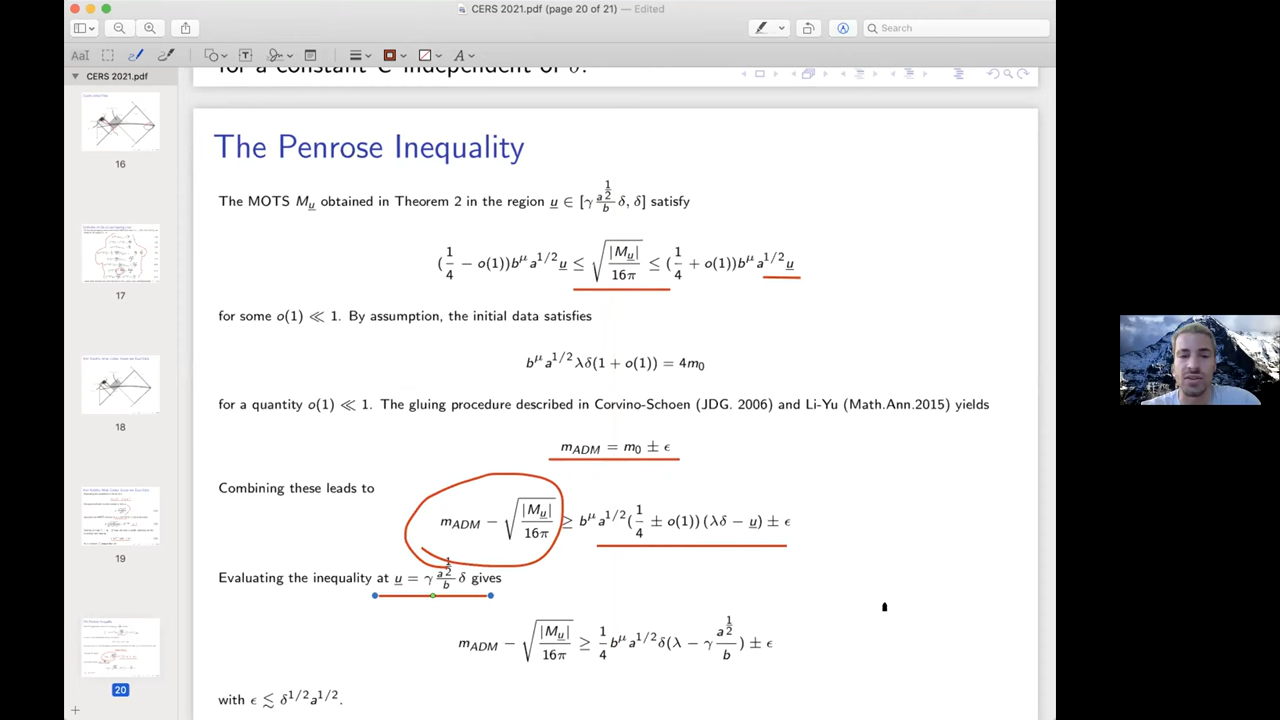 CERS 2021.pdf (page 20 of 21) — Edited
Search
AaI
CERS 2021.pdf
16
17
18
19
20
for a constant C independent of δ.
The Penrose Inequality
The MOTS M_u̲ obtained in Theorem 2 in the region u̲ ∈ [γ a^{1/2}/b δ, δ] satisfy
(1/4 − o(1))b^μ a^{1/2} u̲ ≤ √(|M_u̲|/16π) ≤ (1/4 + o(1))b^μ a^{1/2} u̲
for some o(1) ≪ 1. By assumption, the initial data satisfies
b^μ a^{1/2} λδ(1 + o(1)) = 4m_0
for a quantity o(1) ≪ 1. The gluing procedure described in Corvino-Schoen (JDG. 2006) and Li-Yu (Math.Ann.2015) yields
m_ADM = m_0 ± ϵ
Combining these leads to
m_ADM − √(|M_u̲|/16π) ≥ b^μ a^{1/2}(1/4 ± o(1))(λδ − u̲) ± ϵ
Evaluating the inequality at u̲ = γ a^{1/2}/b δ gives
m_ADM − √(|M_u̲|/16π) ≥ 1/4 b^μ a^{1/2} δ(λ − γ a^{1/2}/b) ± ϵ
with ϵ ≲ δ^{1/2} a^{1/2}.